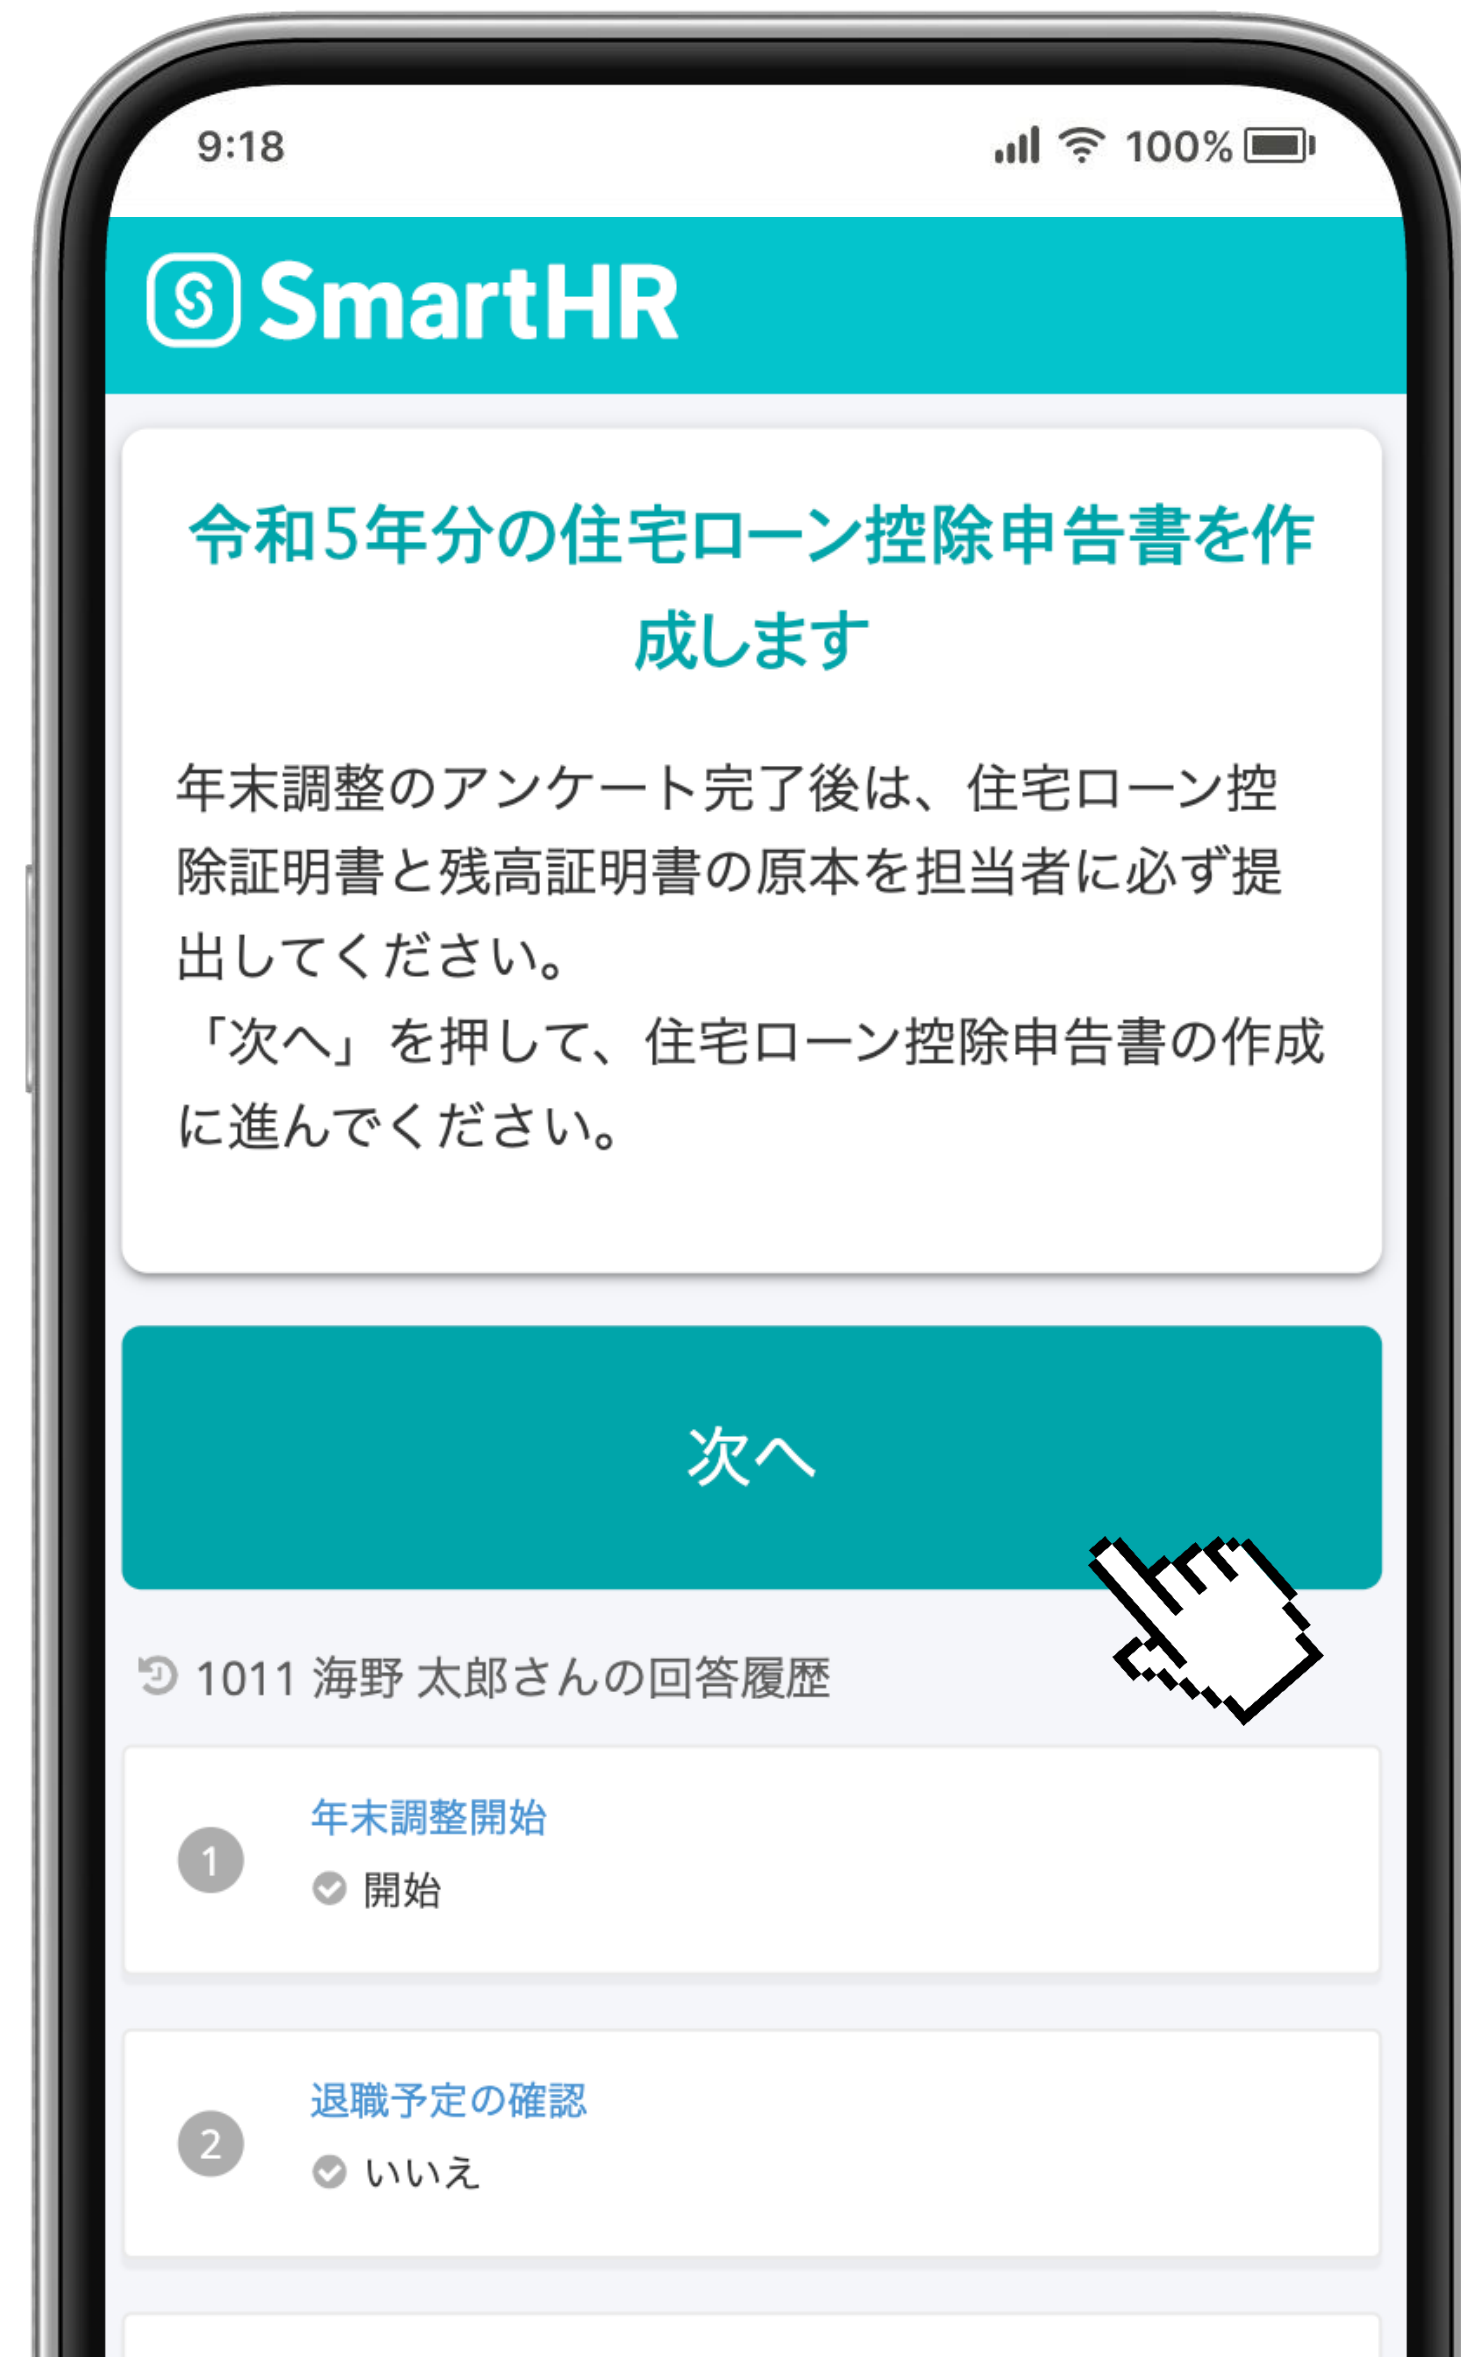 9:18
100%
SmartHR
令和5年分の住宅ローン控除申告書を作
成します
年末調整のアンケート完了後は、住宅ローン控
除証明書と残高証明書の原本を担当者に必ず提
出してください。
「次へ」を押して、住宅ローン控除申告書の作成
に進んでください。
次へ
1011 海野 太郎さんの回答履歴
1
年末調整開始
開始
2
退職予定の確認
いいえ